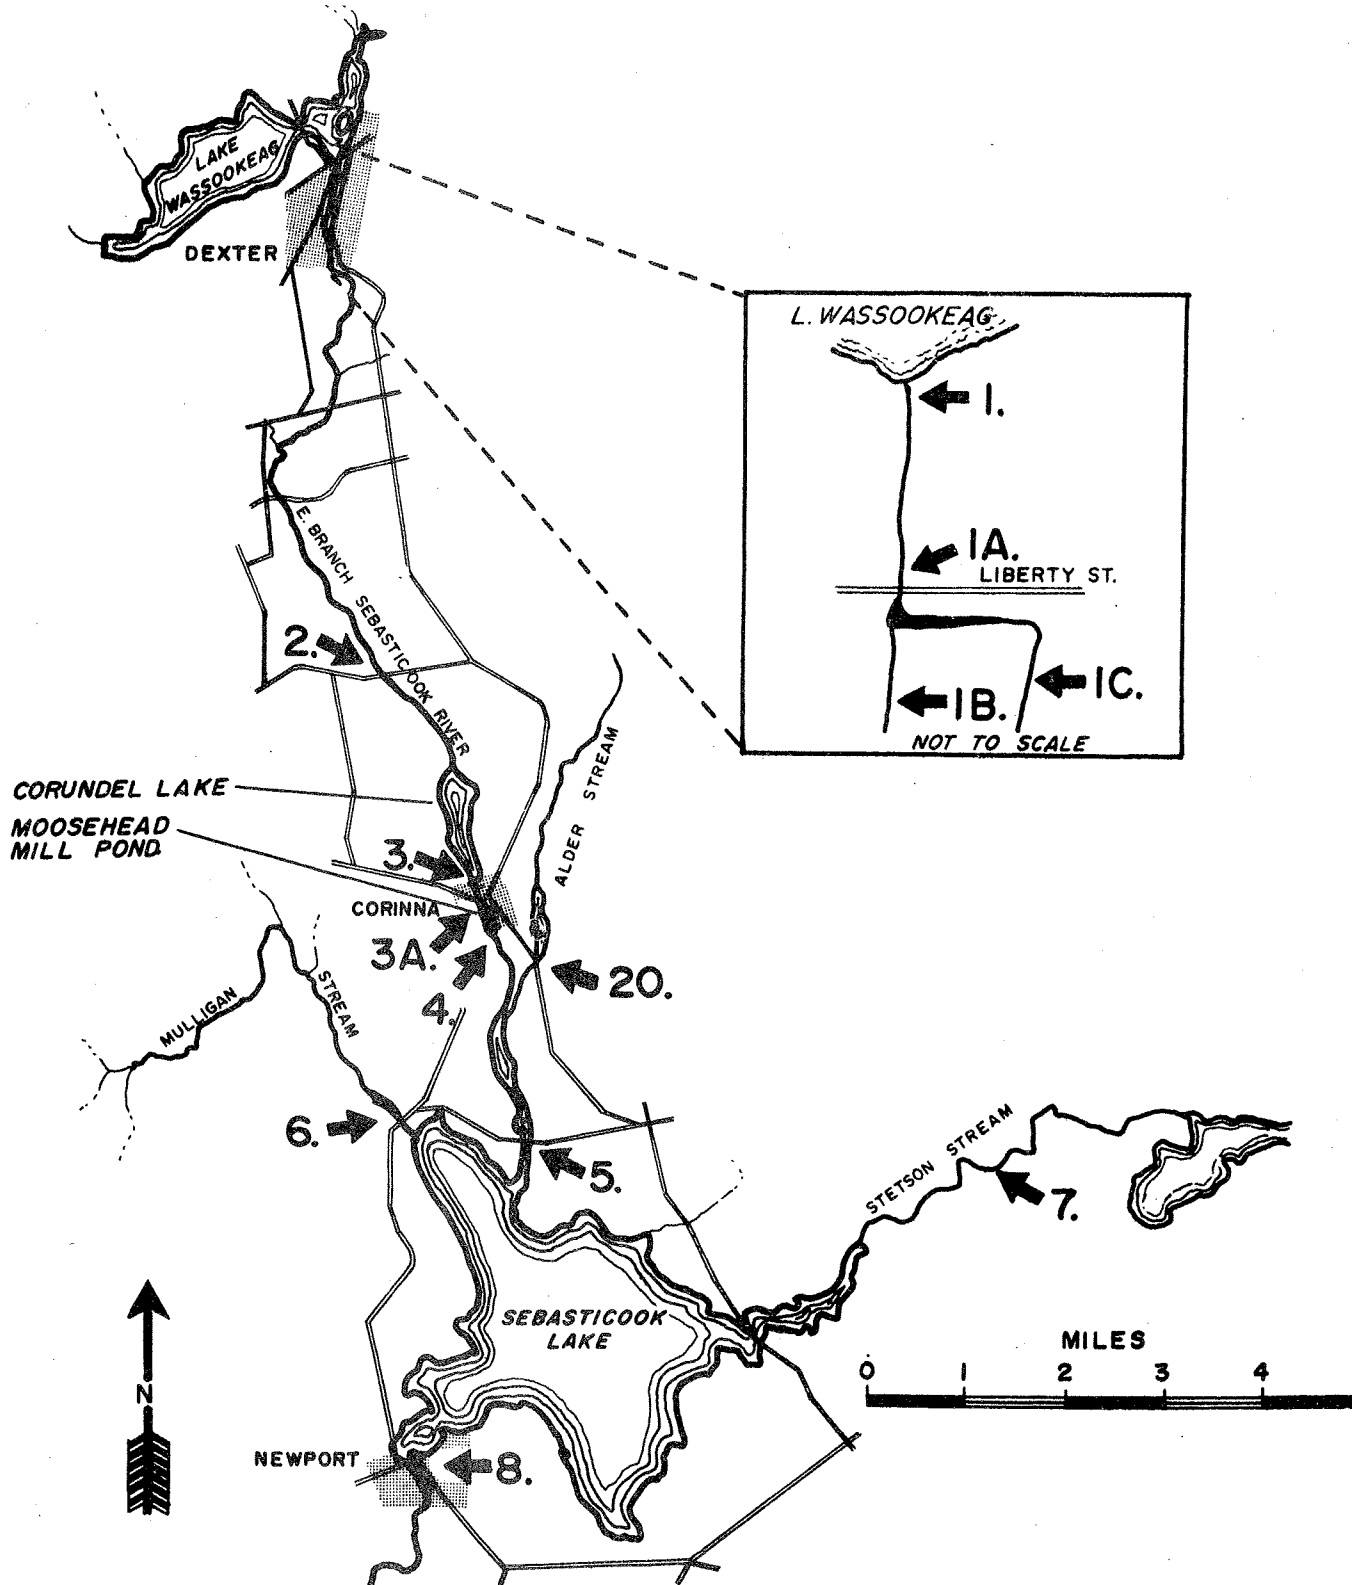 LAKE
WASSOOKEAG
DEXTER
L. WASSOOKEAG
1.
1A.
LIBERTY ST.
1B.
1C.
NOT TO SCALE
E. BRANCH SEBASTICOOK RIVER
2.
ALDER STREAM
CORUNDEL LAKE
MOOSEHEAD
MILL POND
3.
CORINNA
3A.
4.
20.
MULLIGAN STREAM
6.
5.
STETSON STREAM
7.
SEBASTICOOK
LAKE
MILES
0 1 2 3 4
N
NEWPORT
8.